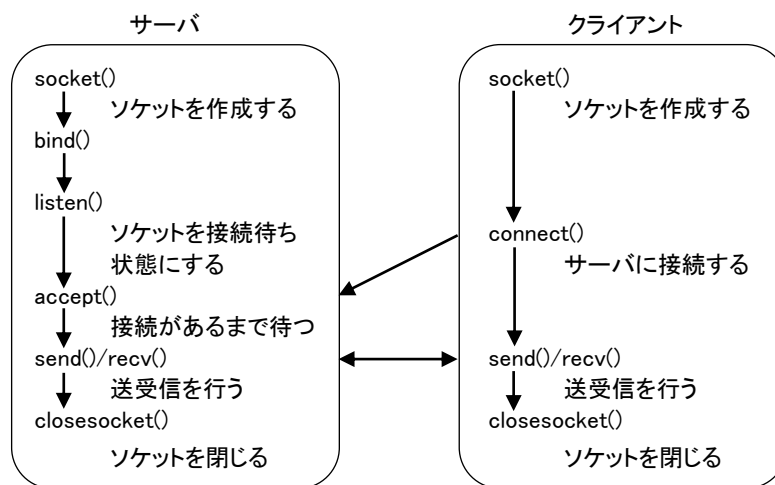 サーバ
socket()
ソケットを作成する
bind()
listen()
ソケットを接続待ち
状態にする
accept()
接続があるまで待つ
send()/recv()
送受信を行う
closesocket()
ソケットを閉じる
クライアント
socket()
ソケットを作成する
connect()
サーバに接続する
send()/recv()
送受信を行う
closesocket()
ソケットを閉じる